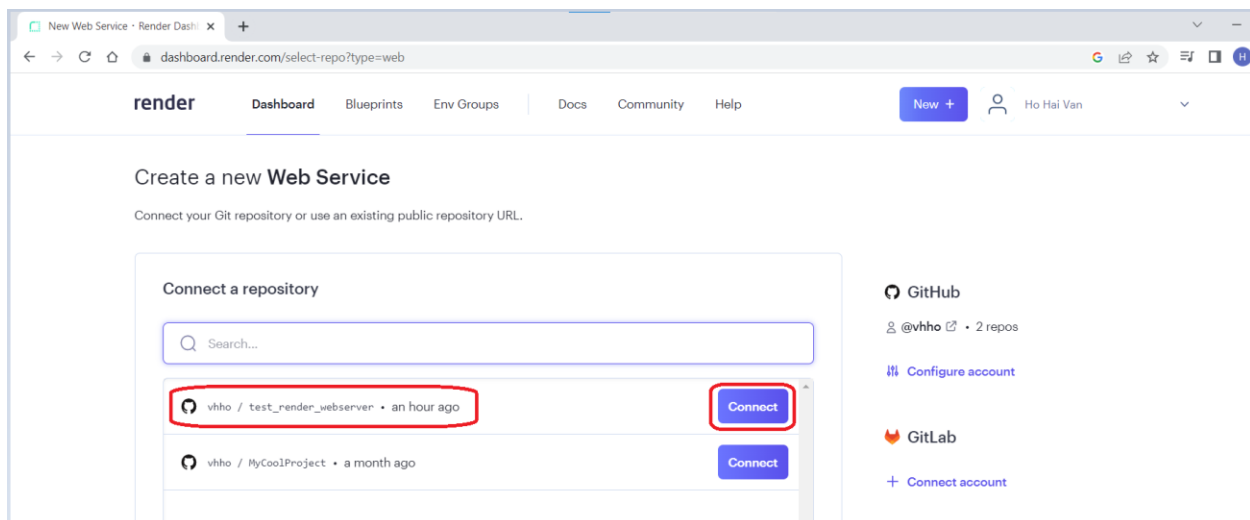 New Web Service · Render Dash
dashboard.render.com/select-repo?type=web
G
H
render
Dashboard
Blueprints
Env Groups
Docs
Community
Help
New +
Ho Hai Van
Create a new Web Service
Connect your Git repository or use an existing public repository URL.
Connect a repository
Search...
vhho / test_render_webserver • an hour ago
Connect
vhho / MyCoolProject • a month ago
Connect
GitHub
@vhho • 2 repos
Configure account
GitLab
+ Connect account